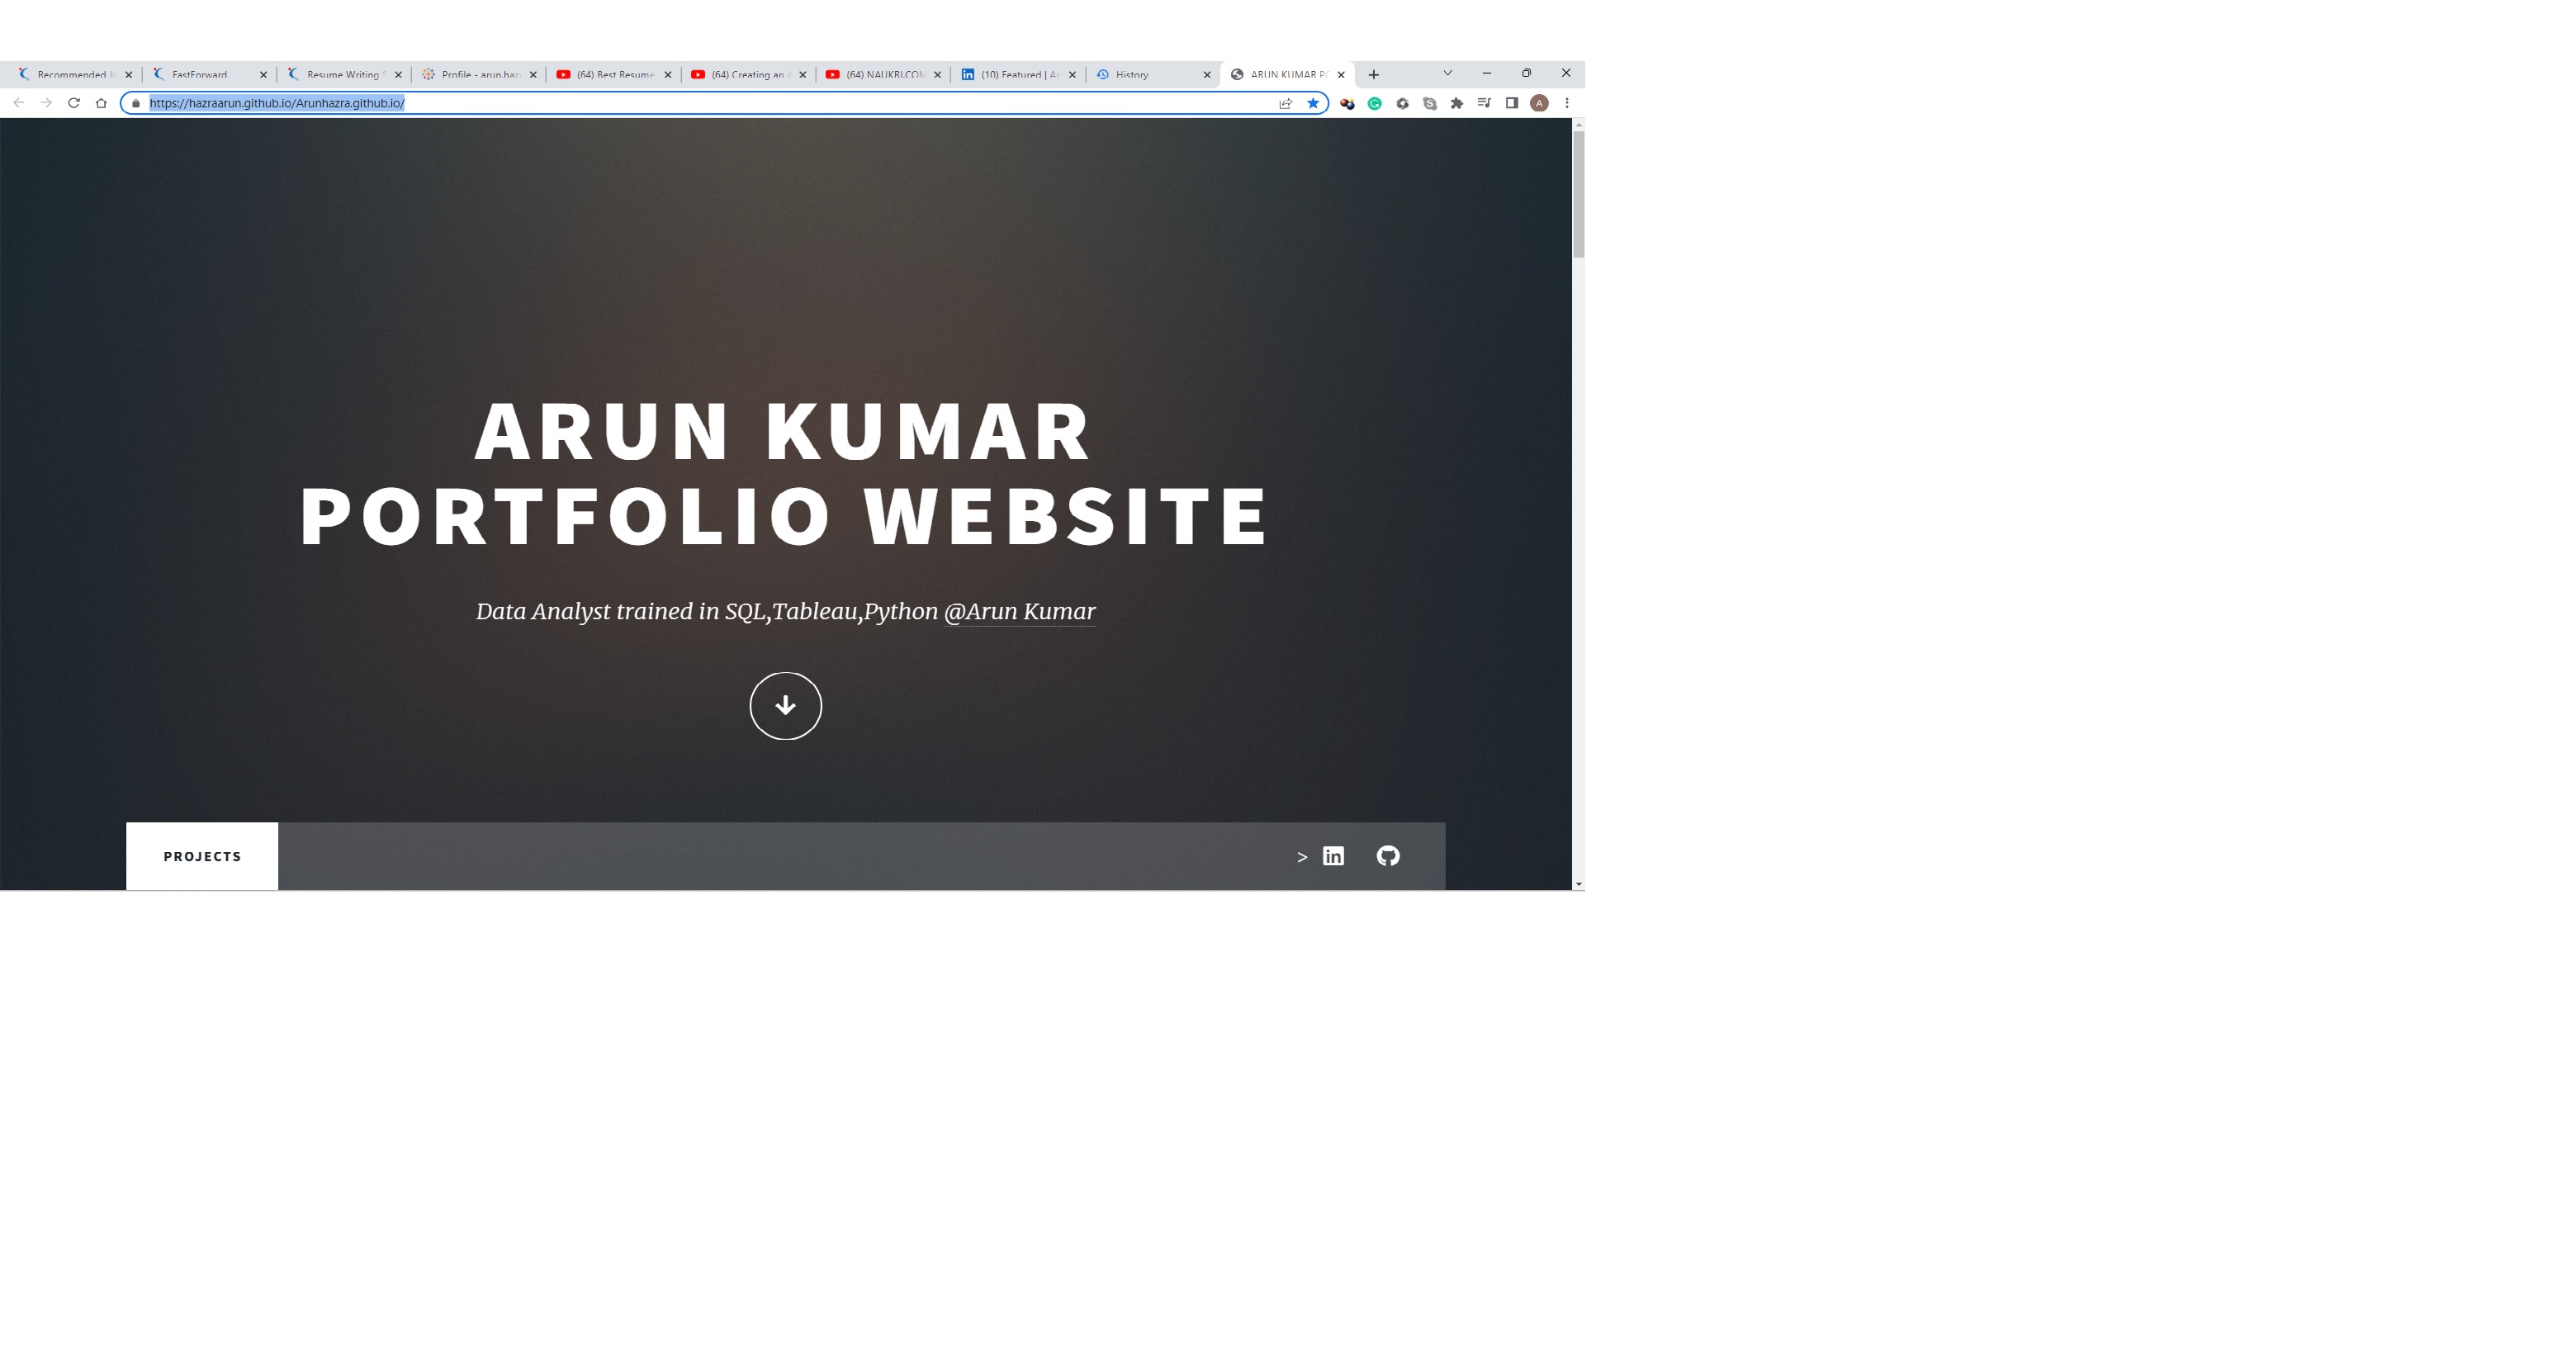 Recommended
FastForward
Resume Writing
Profile - arun.haz
(64) Best Resume
(64) Creating an
(64) NAUKRI.COM
(10) Featured |
History
ARUN KUMAR
https://hazraarun.github.io/Arunhazra.github.io/
A
ARUN KUMAR
PORTFOLIO WEBSITE
Data Analyst trained in SQL,Tableau,Python @Arun Kumar
PROJECTS
> in